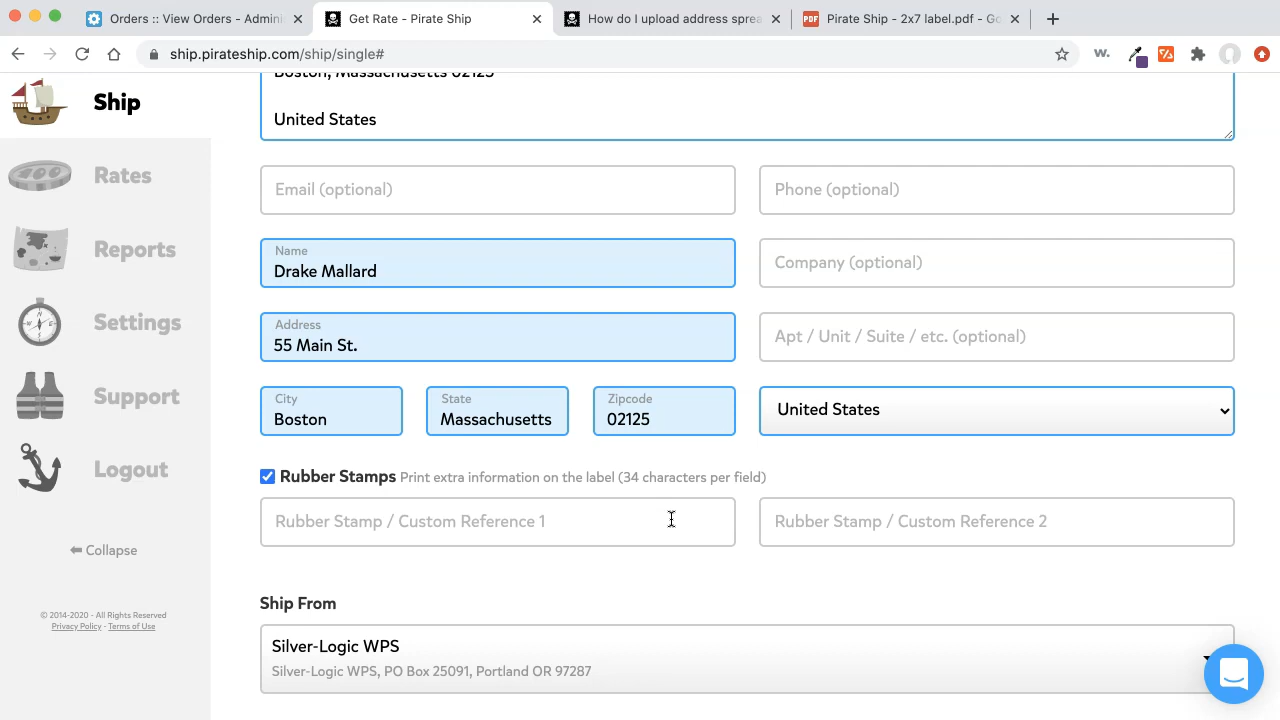 Orders :: View Orders - Admini
Get Rate - Pirate Ship
How do I upload address sprea
PDF
Pirate Ship - 2x7 label.pdf - Go
ship.pirateship.com/ship/single#
W.
Ship
Rates
Reports
Settings
Support
Logout
Collapse
© 2014-2020 - All Rights Reserved
Privacy Policy - Terms of Use
Boston, Massachusetts 02125
United States
Email (optional)
Phone (optional)
Name
Drake Mallard
Company (optional)
Address
55 Main St.
Apt / Unit / Suite / etc. (optional)
City
Boston
State
Massachusetts
Zipcode
02125
United States
Rubber Stamps Print extra information on the label (34 characters per field)
Rubber Stamp / Custom Reference 1
Rubber Stamp / Custom Reference 2
Ship From
Silver-Logic WPS
Silver-Logic WPS, PO Box 25091, Portland OR 97287